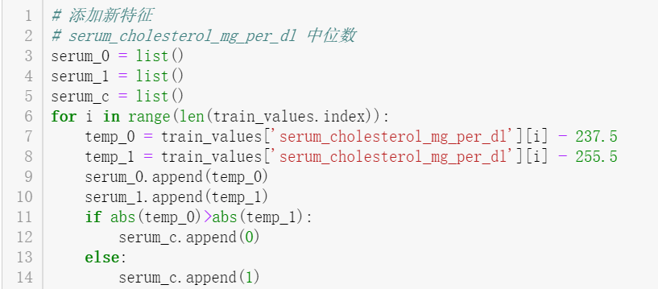 1 # 添加新特征
2 # serum_cholesterol_mg_per_dl 中位数
3 serum_0 = list()
4 serum_1 = list()
5 serum_c = list()
6 for i in range(len(train_values.index)):
7     temp_0 = train_values['serum_cholesterol_mg_per_dl'][i] - 237.5
8     temp_1 = train_values['serum_cholesterol_mg_per_dl'][i] - 255.5
9     serum_0.append(temp_0)
10     serum_1.append(temp_1)
11     if abs(temp_0)>abs(temp_1):
12         serum_c.append(0)
13     else:
14         serum_c.append(1)